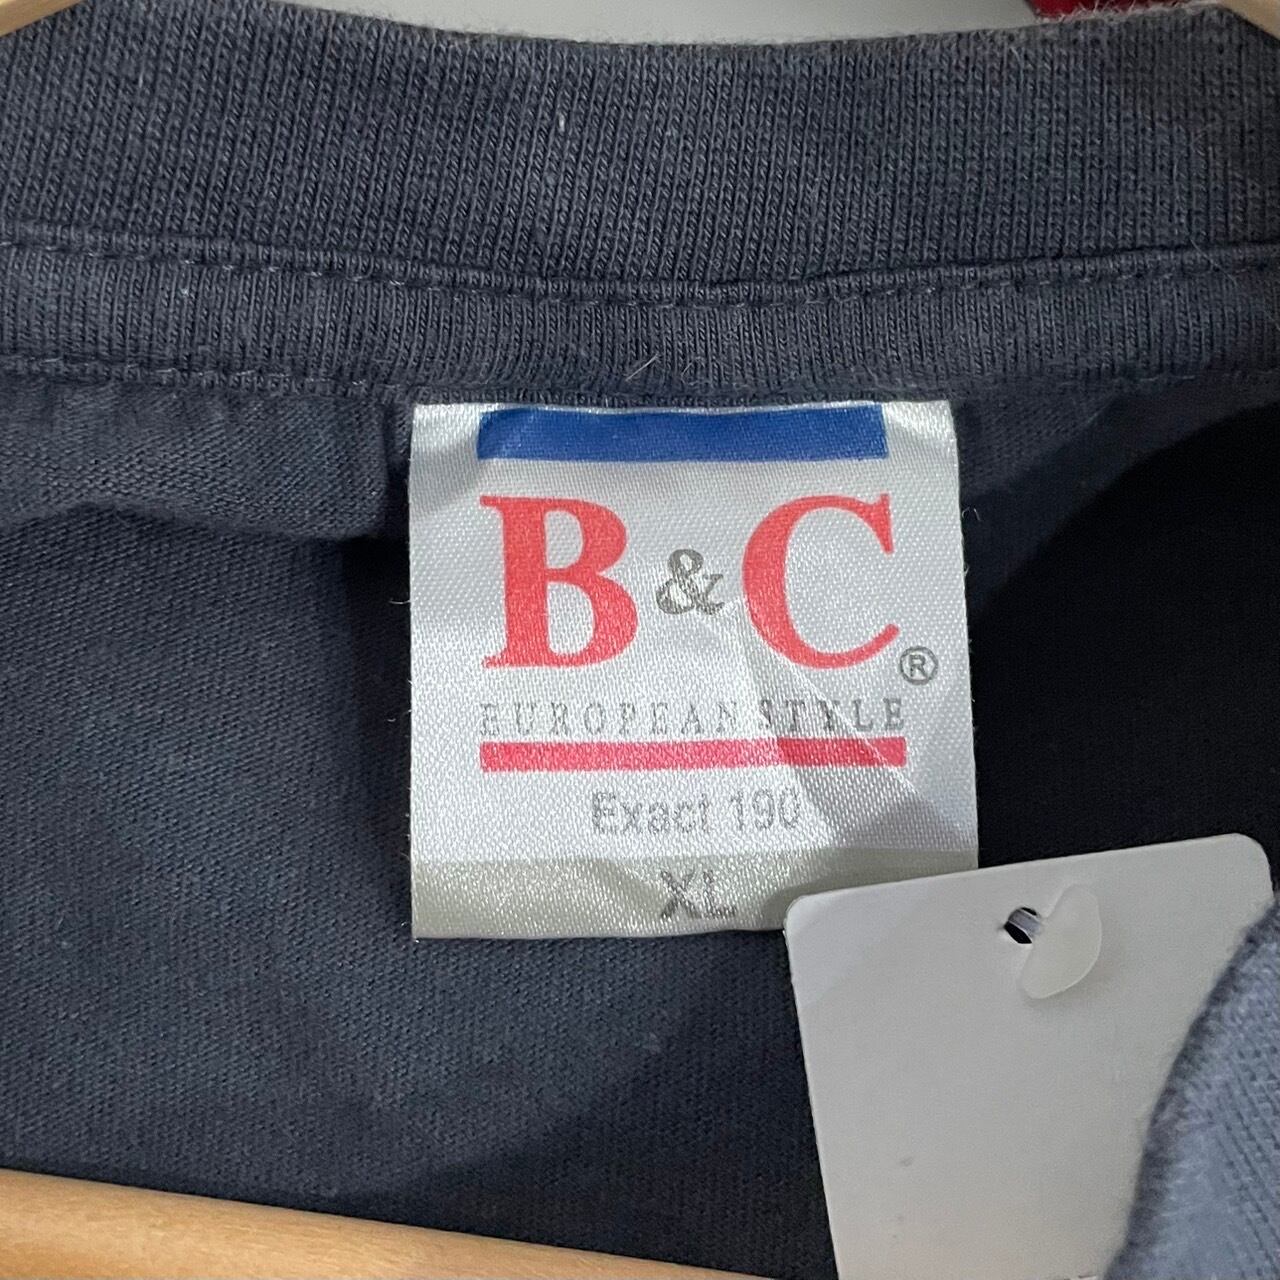 B&C®
EUROPEAN STYLE
Exact 190
XL